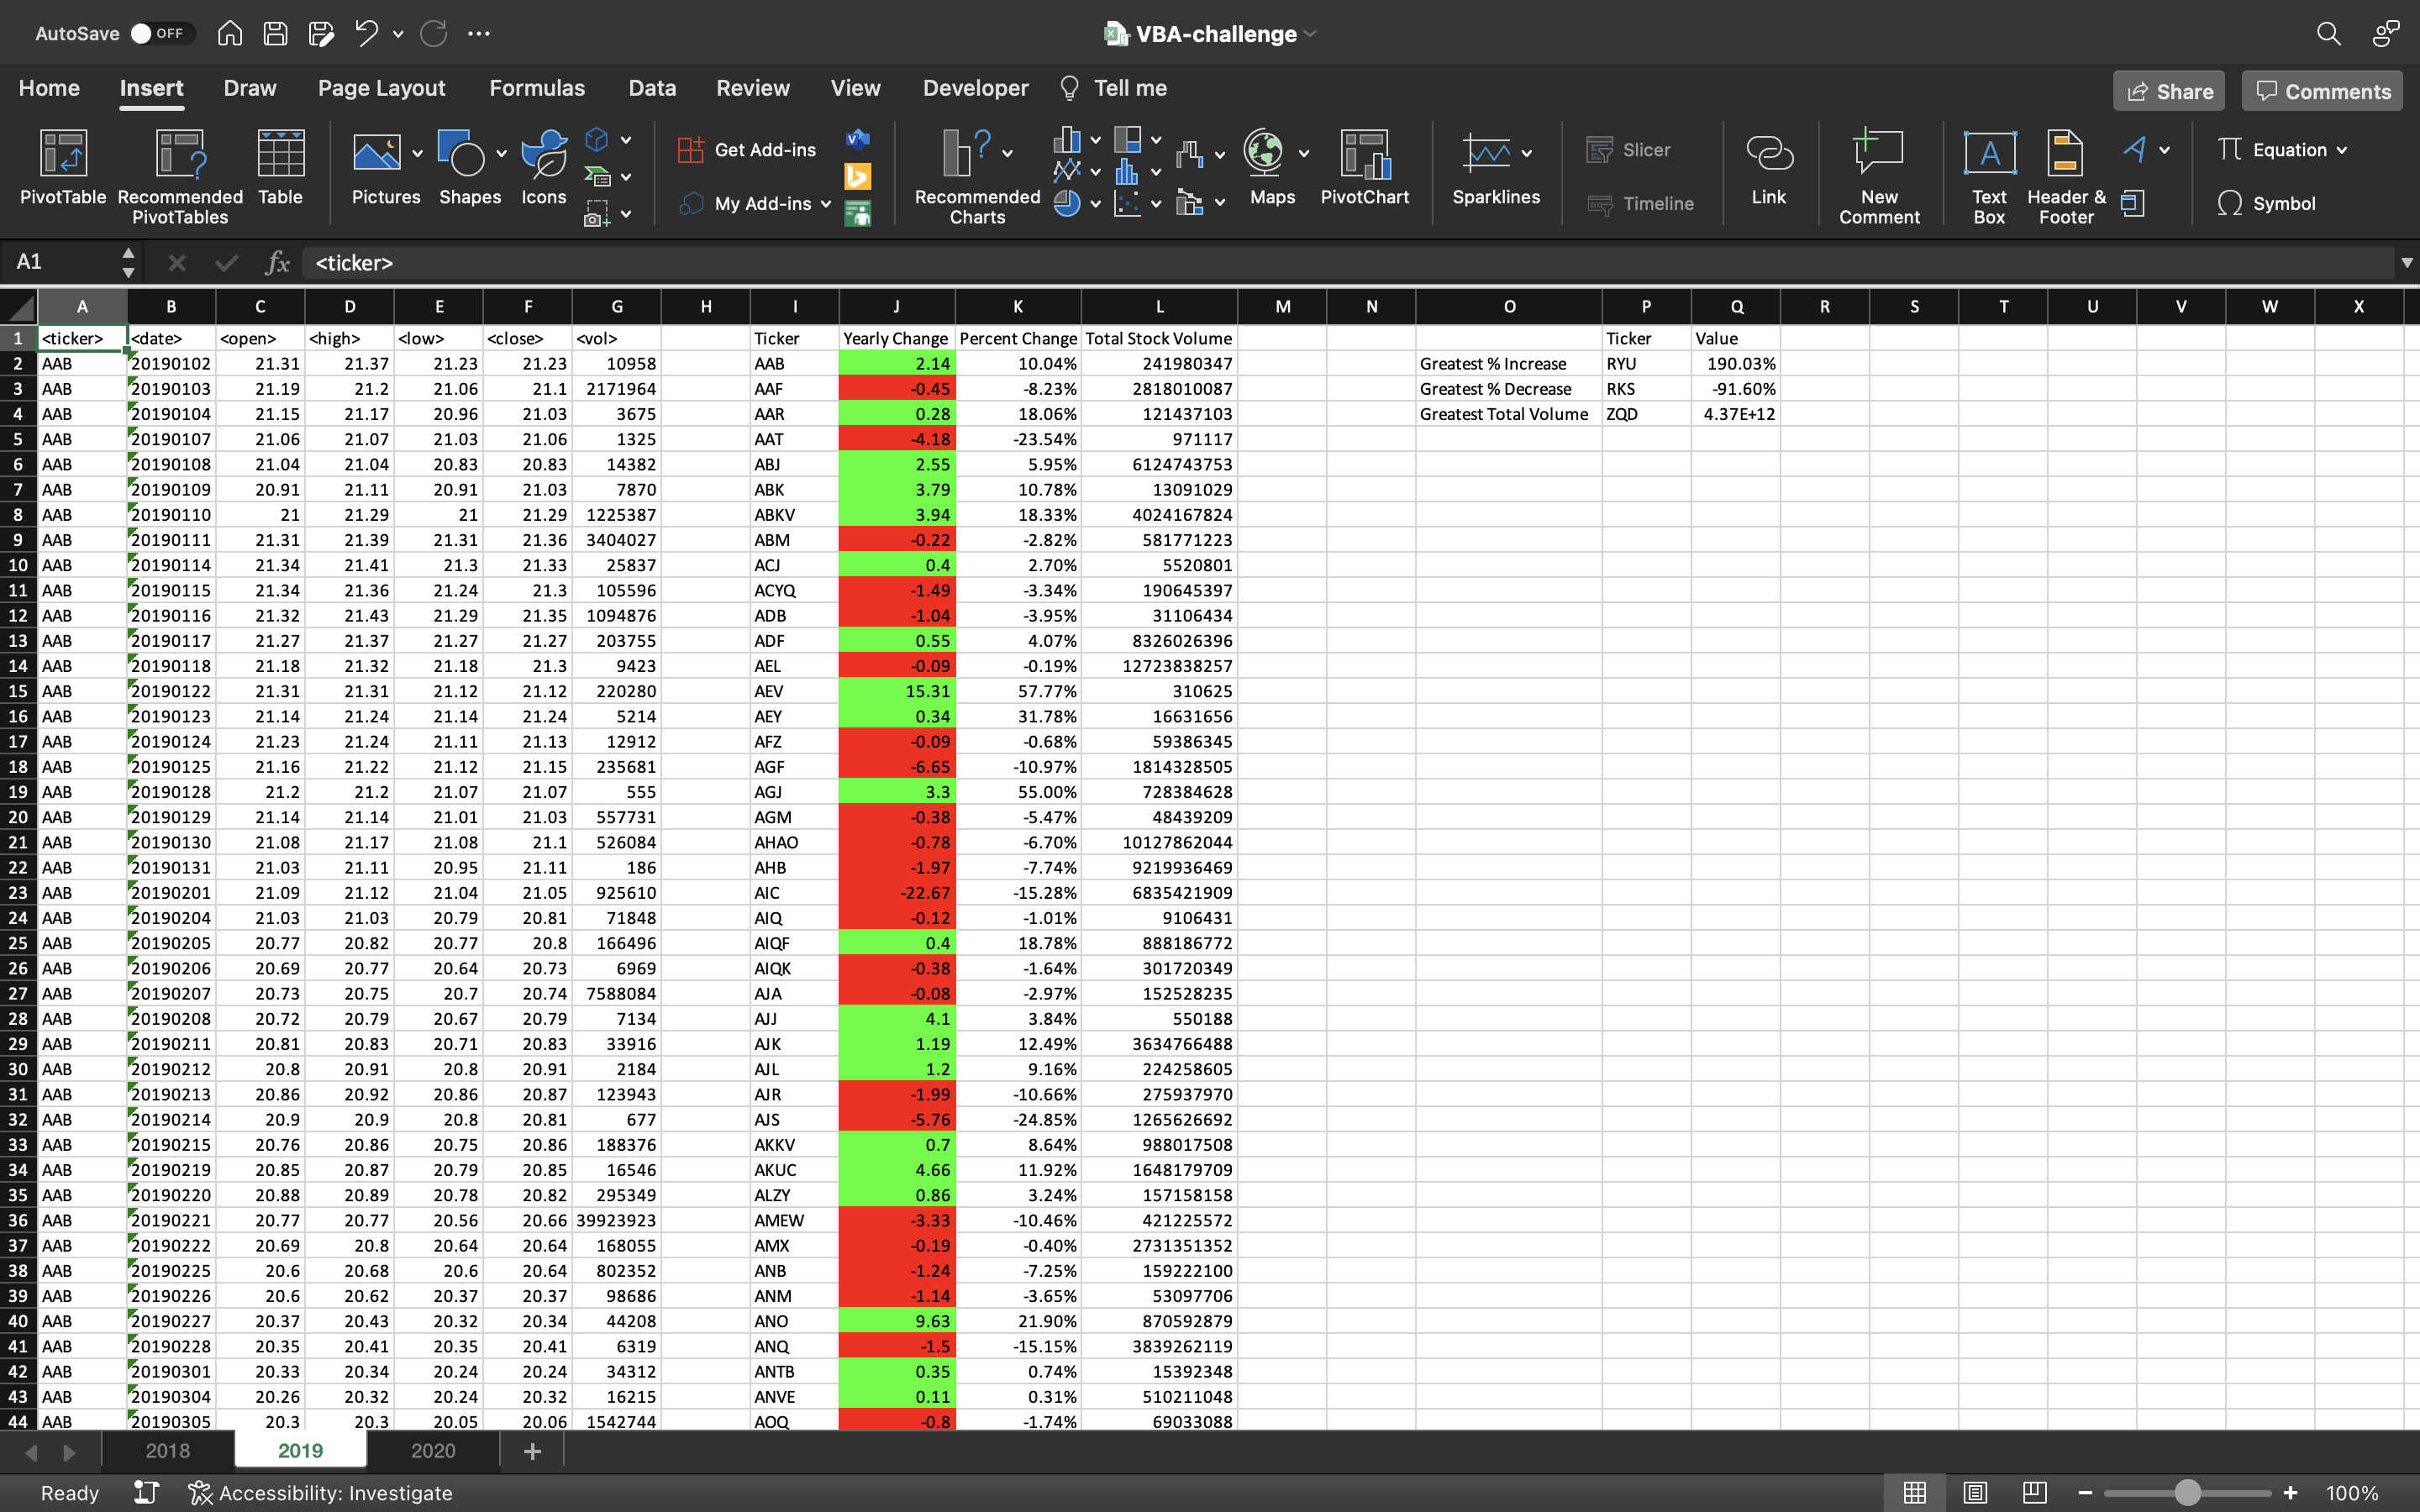 AutoSave OFF VBA-challenge
Home Insert Draw Page Layout Formulas Data Review View Developer Tell me Share Comments
PivotTable Recommended PivotTables Table Pictures Shapes Icons Get Add-ins My Add-ins Recommended Charts Maps PivotChart Sparklines Slicer Timeline Link New Comment Text Box Header & Footer Equation Symbol
A1 fx <ticker>
A B C D E F G H I J K L M N O P Q R S T U V W X
1 <ticker> <date> <open> <high> <low> <close> <vol> Ticker Yearly Change Percent Change Total Stock Volume Ticker Value
2 AAB 20190102 21.31 21.37 21.23 21.23 10958 AAB 2.14 10.04% 241980347 Greatest % Increase RYU 190.03%
3 AAB 20190103 21.19 21.2 21.06 21.1 2171964 AAF -0.45 -8.23% 2818010087 Greatest % Decrease RKS -91.60%
4 AAB 20190104 21.15 21.17 20.96 21.03 3675 AAR 0.28 18.06% 121437103 Greatest Total Volume ZQD 4.37E+12
5 AAB 20190107 21.06 21.07 21.03 21.06 1325 AAT -4.18 -23.54% 971117
6 AAB 20190108 21.04 21.04 20.83 20.83 14382 ABJ 2.55 5.95% 6124743753
7 AAB 20190109 20.91 21.11 20.91 21.03 7870 ABK 3.79 10.78% 13091029
8 AAB 20190110 21 21.29 21 21.29 1225387 ABKV 3.94 18.33% 4024167824
9 AAB 20190111 21.31 21.39 21.31 21.36 3404027 ABM -0.22 -2.82% 581771223
10 AAB 20190114 21.34 21.41 21.3 21.33 25837 ACJ 0.4 2.70% 5520801
11 AAB 20190115 21.34 21.36 21.24 21.3 105596 ACYQ -1.49 -3.34% 190645397
12 AAB 20190116 21.32 21.43 21.29 21.35 1094876 ADB -1.04 -3.95% 31106434
13 AAB 20190117 21.27 21.37 21.27 21.27 203755 ADF 0.55 4.07% 8326026396
14 AAB 20190118 21.18 21.32 21.18 21.3 9423 AEL -0.09 -0.19% 12723838257
15 AAB 20190122 21.31 21.31 21.12 21.12 220280 AEV 15.31 57.77% 310625
16 AAB 20190123 21.14 21.24 21.14 21.24 5214 AEY 0.34 31.78% 16631656
17 AAB 20190124 21.23 21.24 21.11 21.13 12912 AFZ -0.09 -0.68% 59386345
18 AAB 20190125 21.16 21.22 21.12 21.15 235681 AGF -6.65 -10.97% 1814328505
19 AAB 20190128 21.2 21.2 21.07 21.07 555 AGJ 3.3 55.00% 728384628
20 AAB 20190129 21.14 21.14 21.01 21.03 557731 AGM -0.38 -5.47% 48439209
21 AAB 20190130 21.08 21.17 21.08 21.1 526084 AHAO -0.78 -6.70% 10127862044
22 AAB 20190131 21.03 21.11 20.95 21.11 186 AHB -1.97 -7.74% 9219936469
23 AAB 20190201 21.09 21.12 21.04 21.05 925610 AIC -22.67 -15.28% 6835421909
24 AAB 20190204 21.03 21.03 20.79 20.81 71848 AIQ -0.12 -1.01% 9106431
25 AAB 20190205 20.77 20.82 20.77 20.8 166496 AIQF 0.4 18.78% 888186772
26 AAB 20190206 20.69 20.77 20.64 20.73 6969 AIQK -0.38 -1.64% 301720349
27 AAB 20190207 20.73 20.75 20.7 20.74 7588084 AJA -0.08 -2.97% 152528235
28 AAB 20190208 20.72 20.79 20.67 20.79 7134 AJJ 4.1 3.84% 550188
29 AAB 20190211 20.81 20.83 20.71 20.83 33916 AJK 1.19 12.49% 3634766488
30 AAB 20190212 20.8 20.91 20.8 20.91 2184 AJL 1.2 9.16% 224258605
31 AAB 20190213 20.86 20.92 20.86 20.87 123943 AJR -1.99 -10.66% 275937970
32 AAB 20190214 20.9 20.9 20.8 20.81 677 AJS -5.76 -24.85% 1265626692
33 AAB 20190215 20.76 20.86 20.75 20.86 188376 AKKV 0.7 8.64% 988017508
34 AAB 20190219 20.85 20.87 20.79 20.85 16546 AKUC 4.66 11.92% 1648179709
35 AAB 20190220 20.88 20.89 20.78 20.82 295349 ALZY 0.86 3.24% 157158158
36 AAB 20190221 20.77 20.77 20.56 20.66 39923923 AMEW -3.33 -10.46% 421225572
37 AAB 20190222 20.69 20.8 20.64 20.64 168055 AMX -0.19 -0.40% 2731351352
38 AAB 20190225 20.6 20.68 20.6 20.64 802352 ANB -1.24 -7.25% 159222100
39 AAB 20190226 20.6 20.62 20.37 20.37 98686 ANM -1.14 -3.65% 53097706
40 AAB 20190227 20.37 20.43 20.32 20.34 44208 ANO 9.63 21.90% 870592879
41 AAB 20190228 20.35 20.41 20.35 20.41 6319 ANQ -1.5 -15.15% 3839262119
42 AAB 20190301 20.33 20.34 20.24 20.24 34312 ANTB 0.35 0.74% 15392348
43 AAB 20190304 20.26 20.32 20.24 20.32 16215 ANVE 0.11 0.31% 510211048
44 AAB 20190305 20.3 20.3 20.05 20.06 1542744 AOQ -0.8 -1.74% 69033088
2018 2019 2020 +
Ready Accessibility: Investigate 100%